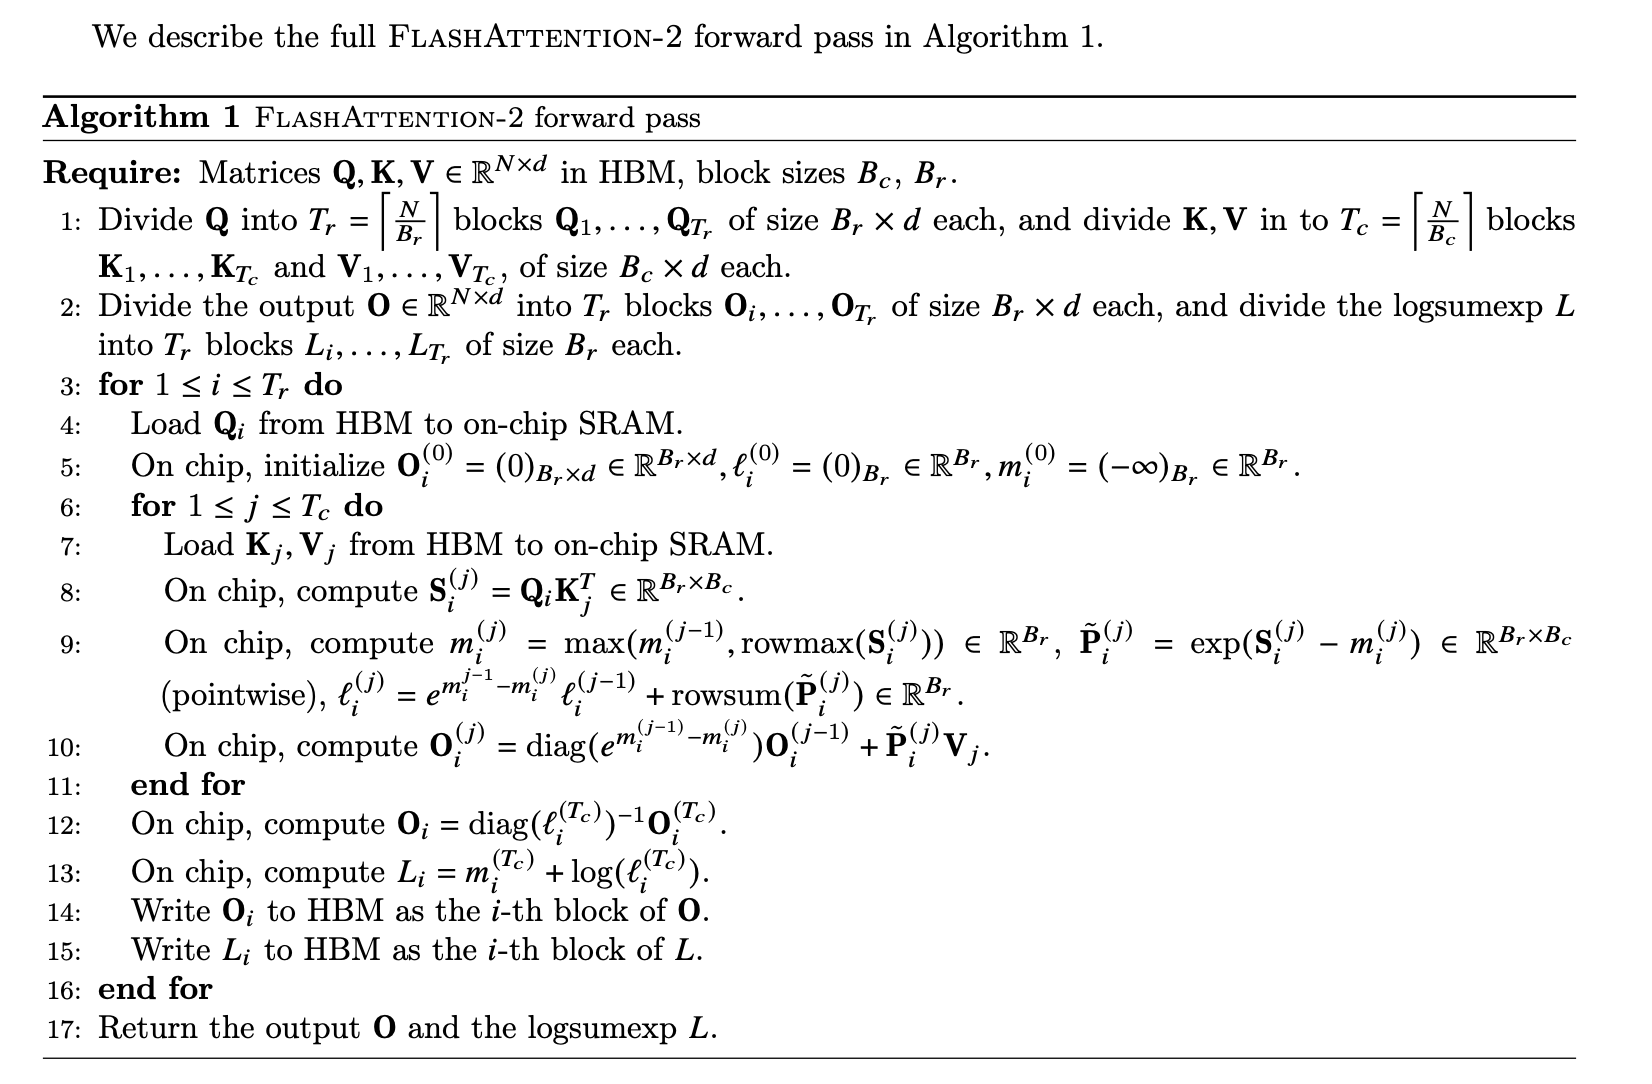 We describe the full FLASHATTENTION-2 forward pass in Algorithm 1.
Algorithm 1 FLASHATTENTION-2 forward pass
Require: Matrices $\mathbf{Q}, \mathbf{K}, \mathbf{V} \in \mathbb{R}^{N \times d}$ in HBM, block sizes $B_c$, $B_r$.
1: Divide $\mathbf{Q}$ into $T_r = \left\lceil \frac{N}{B_r} \right\rceil$ blocks $\mathbf{Q}_1, \ldots, \mathbf{Q}_{T_r}$ of size $B_r \times d$ each, and divide $\mathbf{K}, \mathbf{V}$ in to $T_c = \left\lceil \frac{N}{B_c} \right\rceil$ blocks
$\mathbf{K}_1, \ldots, \mathbf{K}_{T_c}$ and $\mathbf{V}_1, \ldots, \mathbf{V}_{T_c}$, of size $B_c \times d$ each.
2: Divide the output $\mathbf{O} \in \mathbb{R}^{N \times d}$ into $T_r$ blocks $\mathbf{O}_i, \ldots, \mathbf{O}_{T_r}$ of size $B_r \times d$ each, and divide the logsumexp $L$
into $T_r$ blocks $L_i, \ldots, L_{T_r}$ of size $B_r$ each.
3: for $1 \le i \le T_r$ do
4: Load $\mathbf{Q}_i$ from HBM to on-chip SRAM.
5: On chip, initialize $\mathbf{O}_i^{(0)} = (0)_{B_r \times d} \in \mathbb{R}^{B_r \times d}, \ell_i^{(0)} = (0)_{B_r} \in \mathbb{R}^{B_r}, m_i^{(0)} = (-\infty)_{B_r} \in \mathbb{R}^{B_r}$.
6: for $1 \le j \le T_c$ do
7: Load $\mathbf{K}_j, \mathbf{V}_j$ from HBM to on-chip SRAM.
8: On chip, compute $\mathbf{S}_i^{(j)} = \mathbf{Q}_i \mathbf{K}_j^T \in \mathbb{R}^{B_r \times B_c}$.
9: On chip, compute $m_i^{(j)} = \max(m_i^{(j-1)}, \mathrm{rowmax}(\mathbf{S}_i^{(j)})) \in \mathbb{R}^{B_r}$, $\tilde{\mathbf{P}}_i^{(j)} = \exp(\mathbf{S}_i^{(j)} - m_i^{(j)}) \in \mathbb{R}^{B_r \times B_c}$
(pointwise), $\ell_i^{(j)} = e^{m_i^{j-1} - m_i^{(j)}} \ell_i^{(j-1)} + \mathrm{rowsum}(\tilde{\mathbf{P}}_i^{(j)}) \in \mathbb{R}^{B_r}$.
10: On chip, compute $\mathbf{O}_i^{(j)} = \mathrm{diag}(e^{m_i^{(j-1)} - m_i^{(j)}}) \mathbf{O}_i^{(j-1)} + \tilde{\mathbf{P}}_i^{(j)} \mathbf{V}_j$.
11: end for
12: On chip, compute $\mathbf{O}_i = \mathrm{diag}(\ell_i^{(T_c)})^{-1} \mathbf{O}_i^{(T_c)}$.
13: On chip, compute $L_i = m_i^{(T_c)} + \log(\ell_i^{(T_c)})$.
14: Write $\mathbf{O}_i$ to HBM as the $i$-th block of $\mathbf{O}$.
15: Write $L_i$ to HBM as the $i$-th block of $L$.
16: end for
17: Return the output $\mathbf{O}$ and the logsumexp $L$.